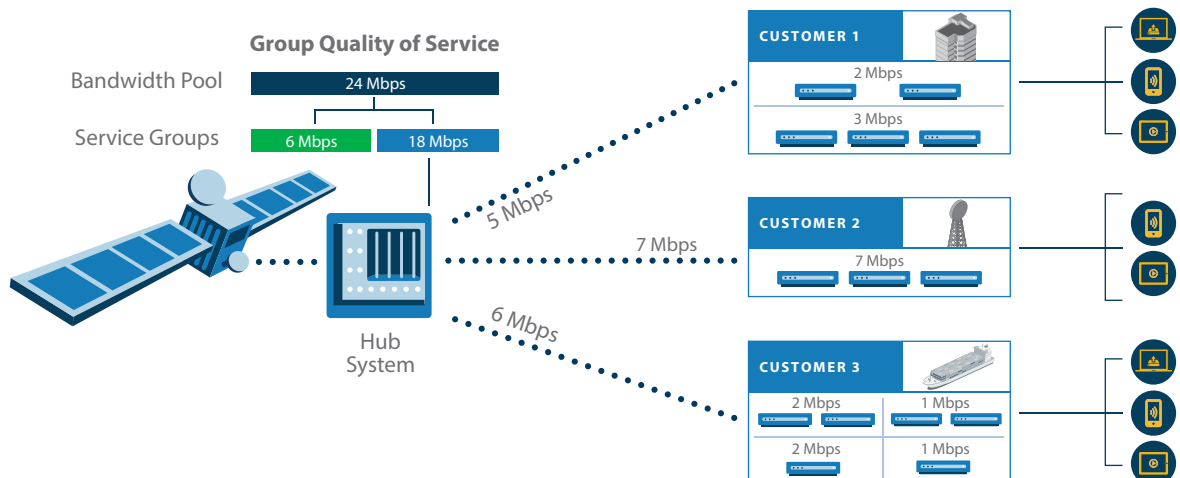 Group Quality of Service
Bandwidth Pool
24 Mbps
Service Groups
6 Mbps
18 Mbps
Hub
System
5 Mbps
7 Mbps
6 Mbps
CUSTOMER 1
2 Mbps
3 Mbps
CUSTOMER 2
7 Mbps
CUSTOMER 3
2 Mbps
1 Mbps
2 Mbps
1 Mbps